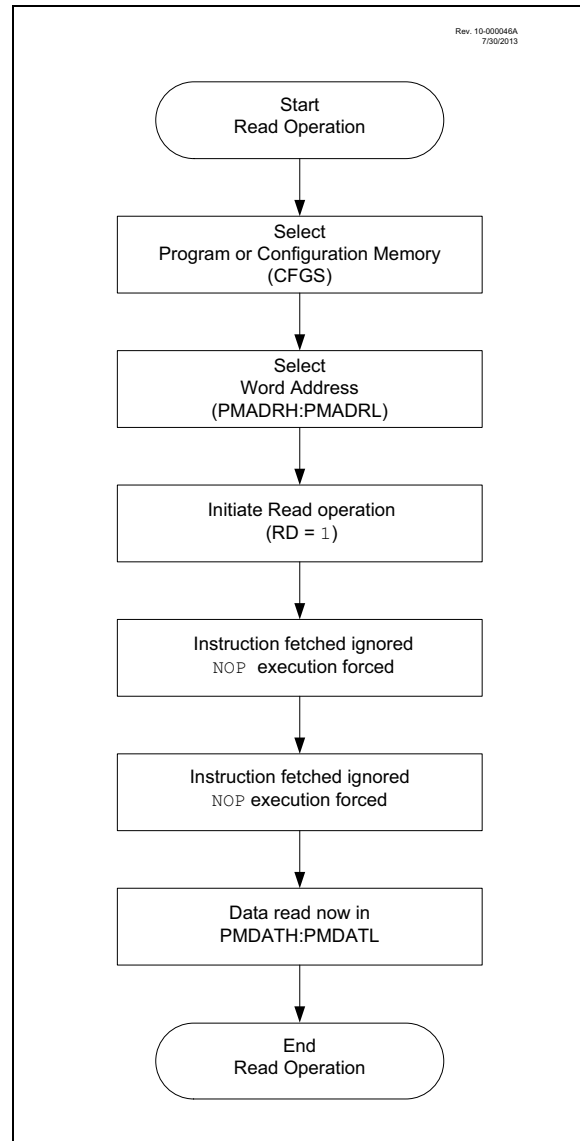 Rev. 10-000046A
7/30/2013
Start
Read Operation
Select
Program or Configuration Memory
(CFGS)
Select
Word Address
(PMADRH:PMADRL)
Initiate Read operation
(RD = 1)
Instruction fetched ignored
NOP execution forced
Instruction fetched ignored
NOP execution forced
Data read now in
PMDATH:PMDATL
End
Read Operation